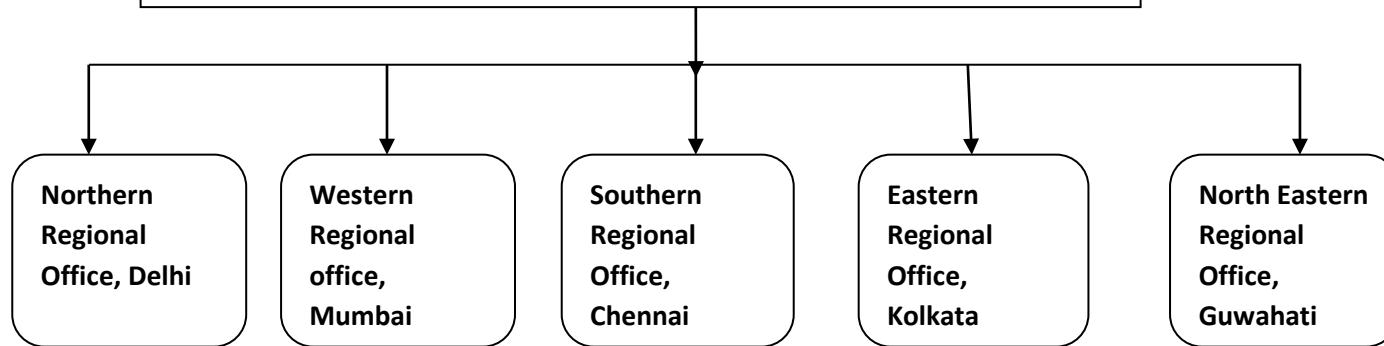 Northern
Regional
Office, Delhi
Western
Regional
office,
Mumbai
Southern
Regional
Office,
Chennai
Eastern
Regional
Office,
Kolkata
North Eastern
Regional
Office,
Guwahati